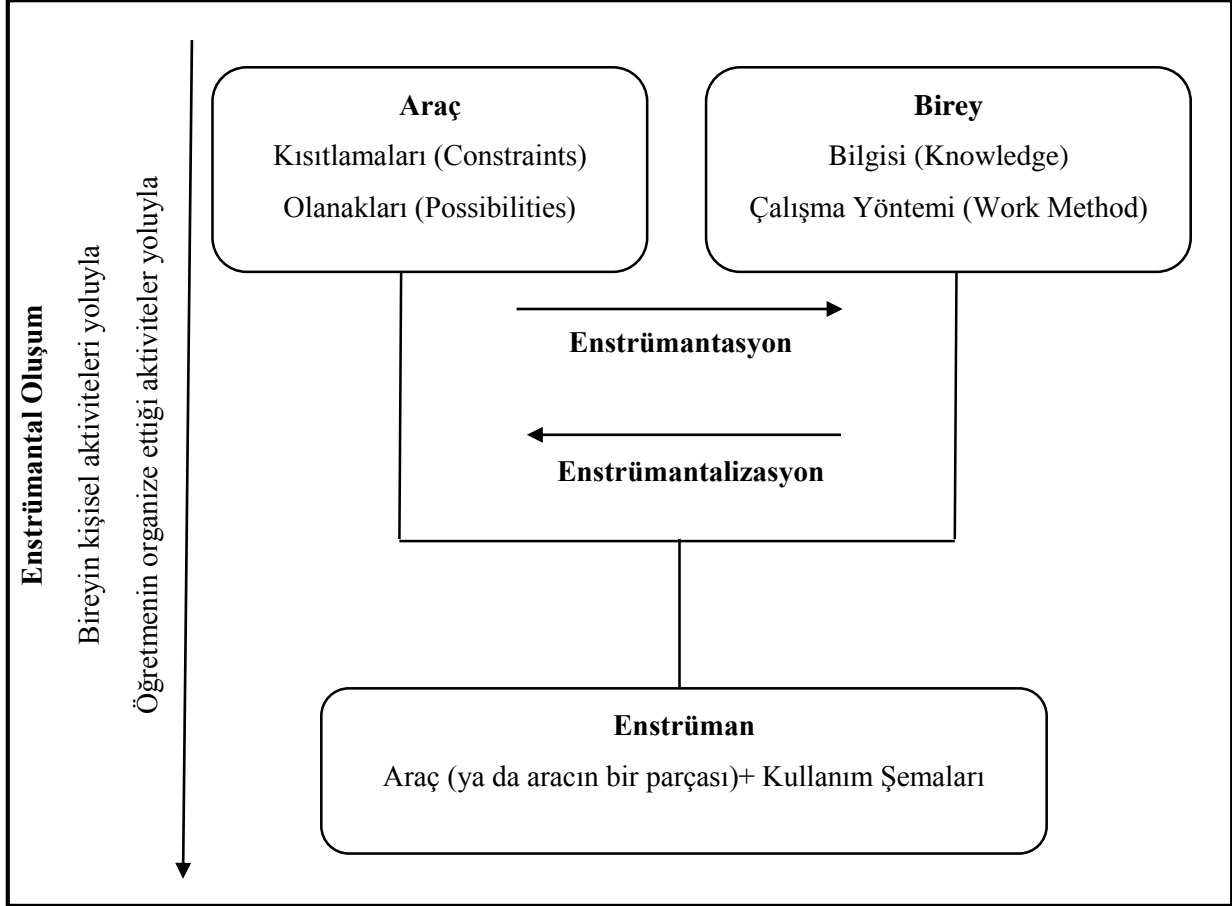 Enstrümantal Oluşum
Bireyin kişisel aktiviteleri yoluyla
Öğretmenin organize ettiği aktiviteler yoluyla
Araç
Kısıtlamaları (Constraints)
Olanakları (Possibilities)
Birey
Bilgisi (Knowledge)
Çalışma Yöntemi (Work Method)
Enstrümantasyon
Enstrümantalizasyon
Enstrüman
Araç (ya da aracın bir parçası)+ Kullanım Şemaları